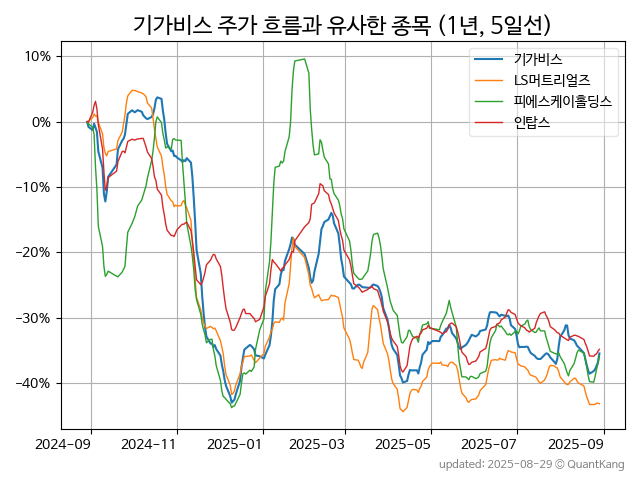 기가비스 주가 흐름과 유사한 종목 (1년, 5일선)
기가비스
LS머트리얼즈
피에스케이홀딩스
인탑스
10%
0%
−10%
−20%
−30%
−40%
2024-09 2024-11 2025-01 2025-03 2025-05 2025-07 2025-09
updated: 2025-08-29 © QuantKang